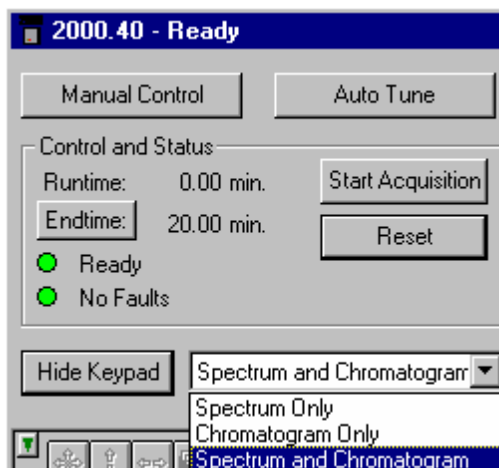 2000.40 - Ready
Manual Control
Auto Tune
Control and Status
Runtime: 0.00 min.
Start Acquisition
Endtime: 20.00 min.
Reset
Ready
No Faults
Hide Keypad
Spectrum and Chromatogram
Spectrum Only
Chromatogram Only
Spectrum and Chromatogram